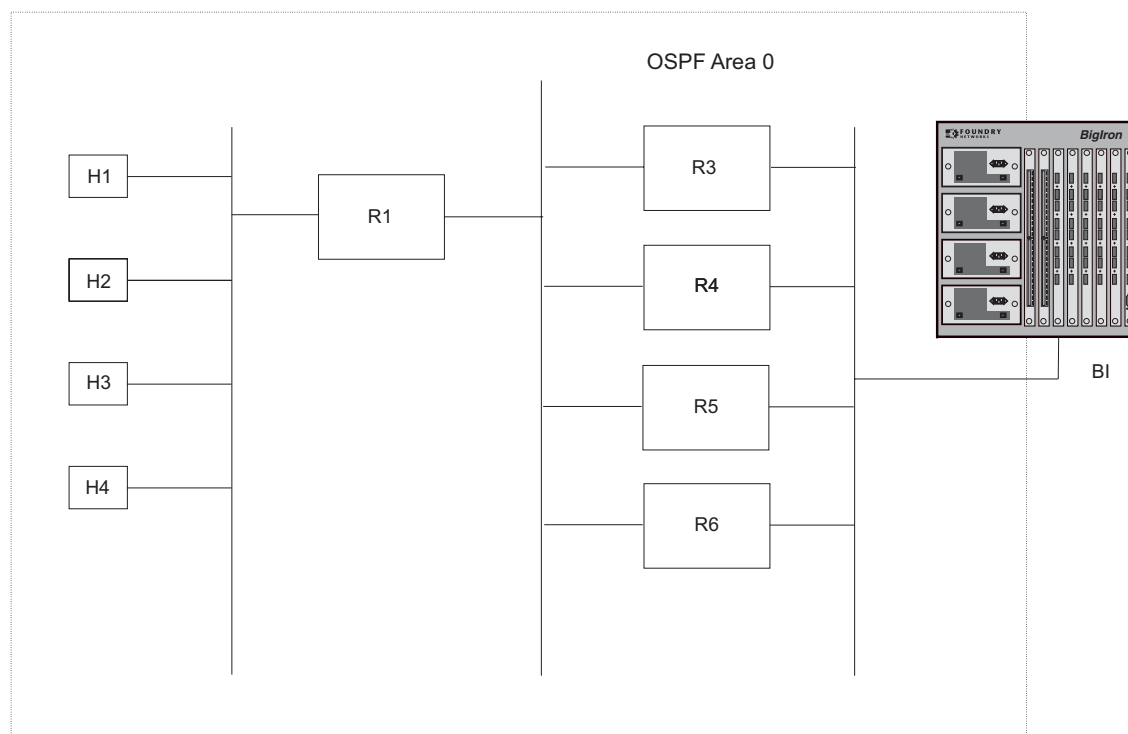 OSPF Area 0
FOUNDRY
NETWORKS
BigIron
H1
R1
R3
H2
R4
H3
R5
BI
H4
R6